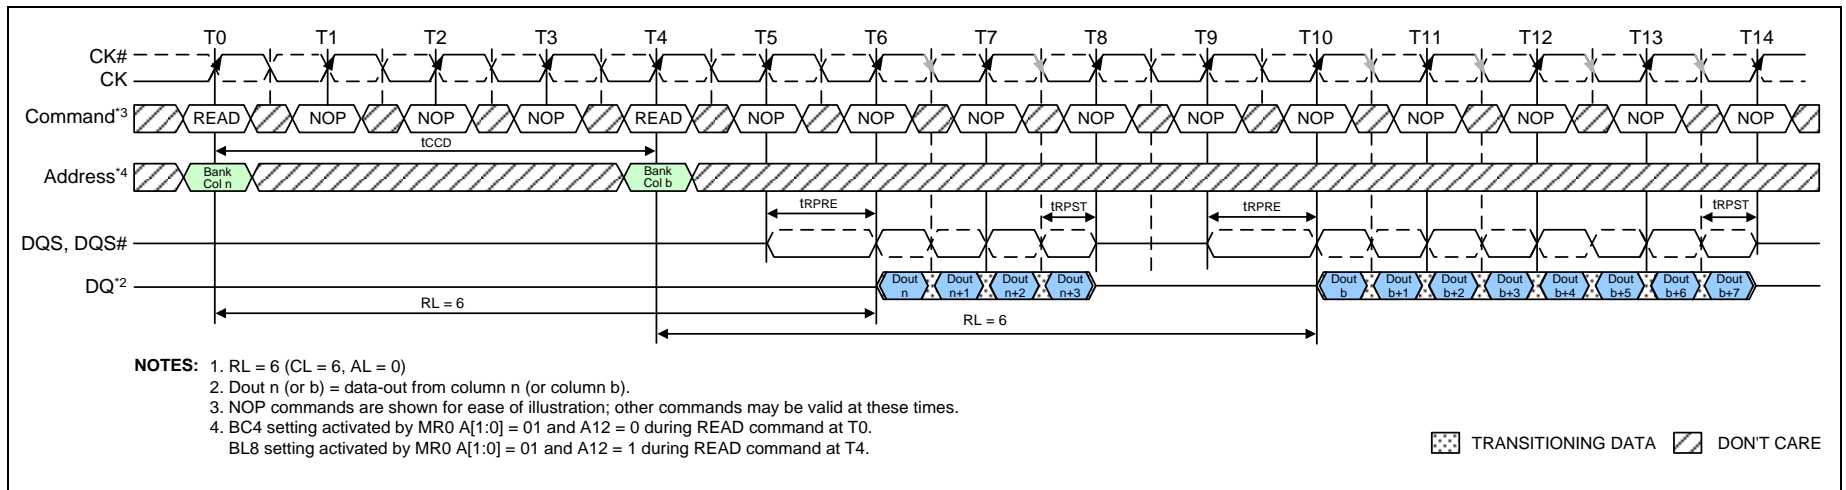 T0 T1 T2 T3 T4 T5 T6 T7 T8 T9 T10 T11 T12 T13 T14
CK#
CK
Command*3 READ NOP NOP NOP READ NOP NOP NOP NOP NOP NOP NOP NOP NOP NOP
tCCD
Address*4 Bank Col n Bank Col b
tRPRE tRPST tRPRE tRPST
DQS, DQS#
DQ*2 Dout n Dout n+1 Dout n+2 Dout n+3 Dout b Dout b+1 Dout b+2 Dout b+3 Dout b+4 Dout b+5 Dout b+6 Dout b+7
RL = 6
RL = 6
NOTES: 1. RL = 6 (CL = 6, AL = 0)
2. Dout n (or b) = data-out from column n (or column b).
3. NOP commands are shown for ease of illustration; other commands may be valid at these times.
4. BC4 setting activated by MR0 A[1:0] = 01 and A12 = 0 during READ command at T0.
BL8 setting activated by MR0 A[1:0] = 01 and A12 = 1 during READ command at T4.
TRANSITIONING DATA DON'T CARE